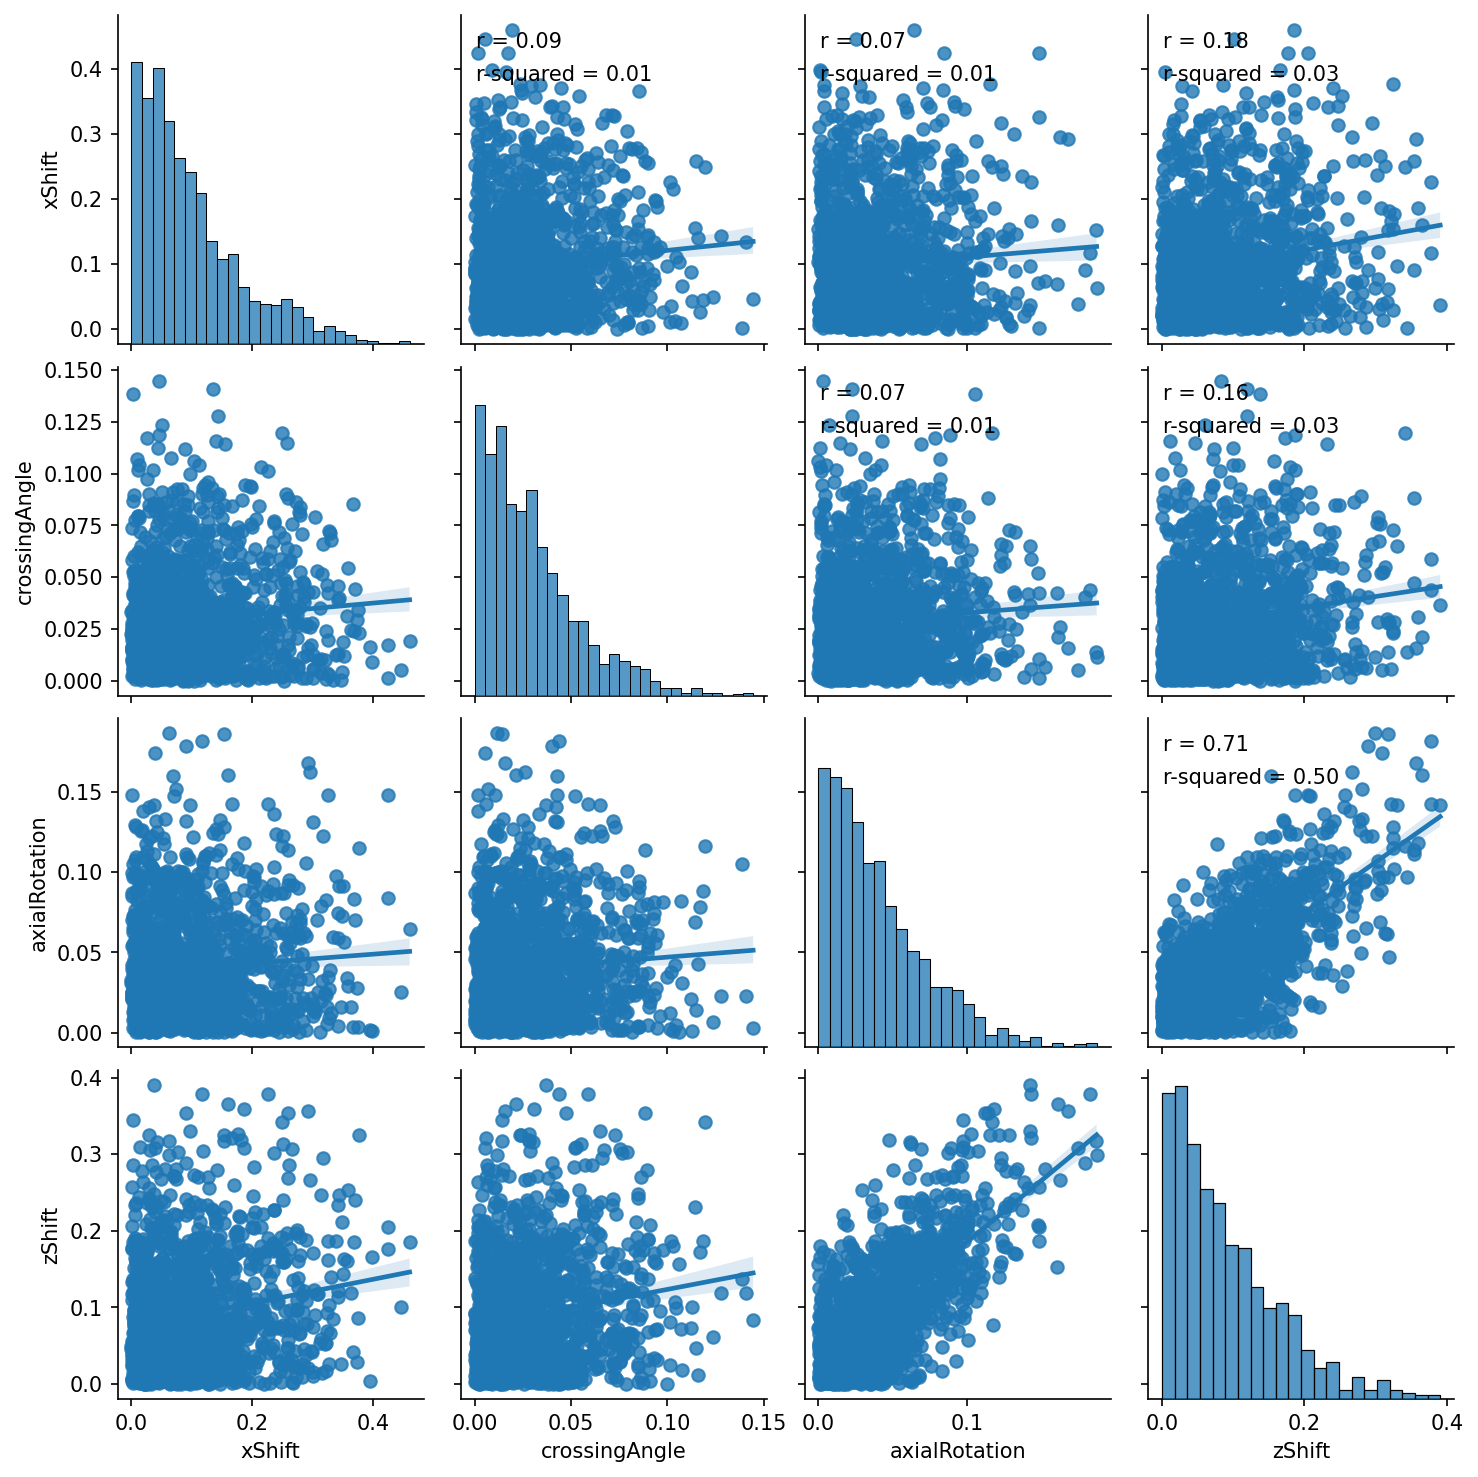 r = 0.09
r-squared = 0.01
r = 0.07
r-squared = 0.01
r = 0.18
r-squared = 0.03
0.4
0.3
0.2
0.1
0.0
xShift
r = 0.07
r-squared = 0.01
r = 0.16
r-squared = 0.03
0.150
0.125
0.100
0.075
0.050
0.025
0.000
crossingAngle
r = 0.71
r-squared = 0.50
0.15
0.10
0.05
0.00
axialRotation
0.4
0.3
0.2
0.1
0.0
zShift
0.0 0.2 0.4
xShift
0.00 0.05 0.10 0.15
crossingAngle
0.0 0.1
axialRotation
0.0 0.2 0.4
zShift